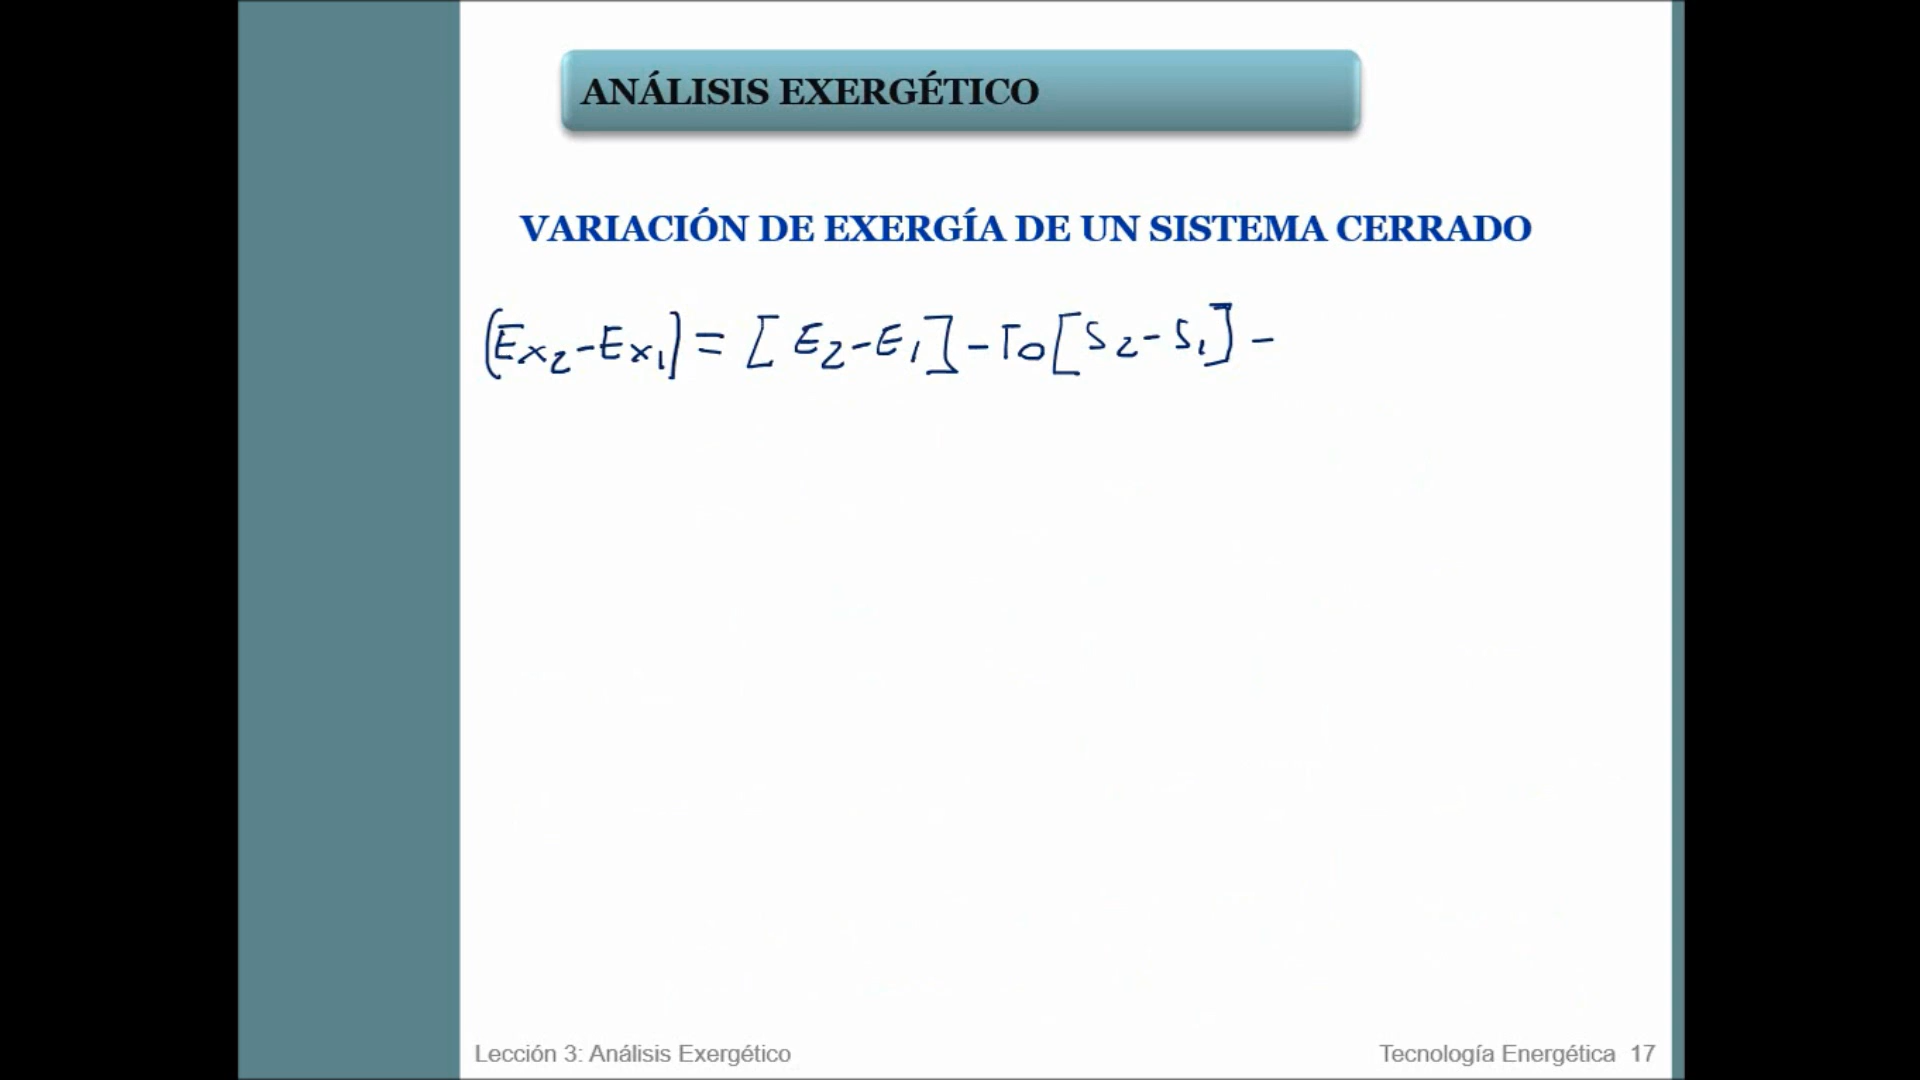 ANÁLISIS EXERGÉTICO
VARIACIÓN DE EXERGÍA DE UN SISTEMA CERRADO
(Ex2-Ex1] = [E2-E1] - T0[S2-S1] -
Lección 3: Análisis Exergético
Tecnología Energética 17